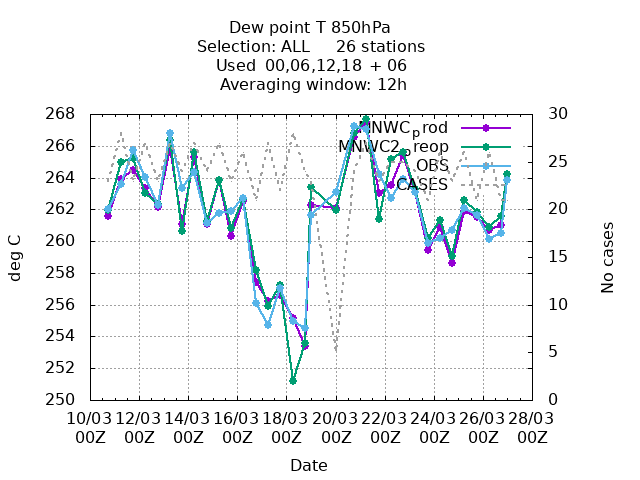 Dew point T 850hPa
Selection: ALL 26 stations
Used 00,06,12,18 + 06
Averaging window: 12h
268 30
266 MNWC_prod
MNWC2_preop
264 OBS 25
CASES
262 20
260 15
258
256 10
254
252 5
250 0
deg C
No cases
10/03 12/03 14/03 16/03 18/03 20/03 22/03 24/03 26/03 28/03
00Z 00Z 00Z 00Z 00Z 00Z 00Z 00Z 00Z 00Z
Date